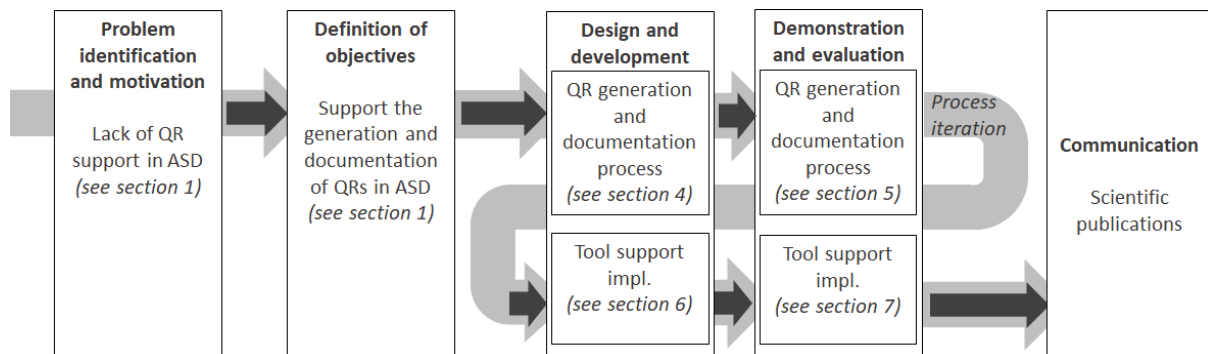 Problem
identification
and motivation
Lack of QR
support in ASD
(see section 1)
Definition of
objectives
Support the
generation and
documentation
of QRs in ASD
(see section 1)
Design and
development
QR generation
and
documentation
process
(see section 4)
Tool support
impl.
(see section 6)
Demonstration
and evaluation
QR generation
and
documentation
process
(see section 5)
Tool support
impl.
(see section 7)
Process
iteration
Communication
Scientific
publications